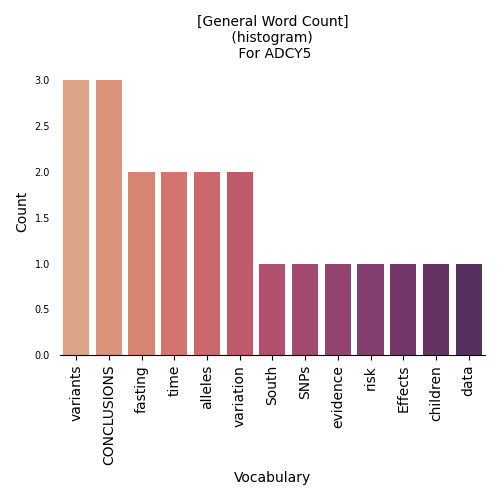 [General Word Count]
(histogram)
For ADCY5
Count
3.0
2.5
2.0
1.5
1.0
0.5
0.0
variants
CONCLUSIONS
fasting
time
alleles
variation
South
SNPs
evidence
risk
Effects
children
data
Vocabulary